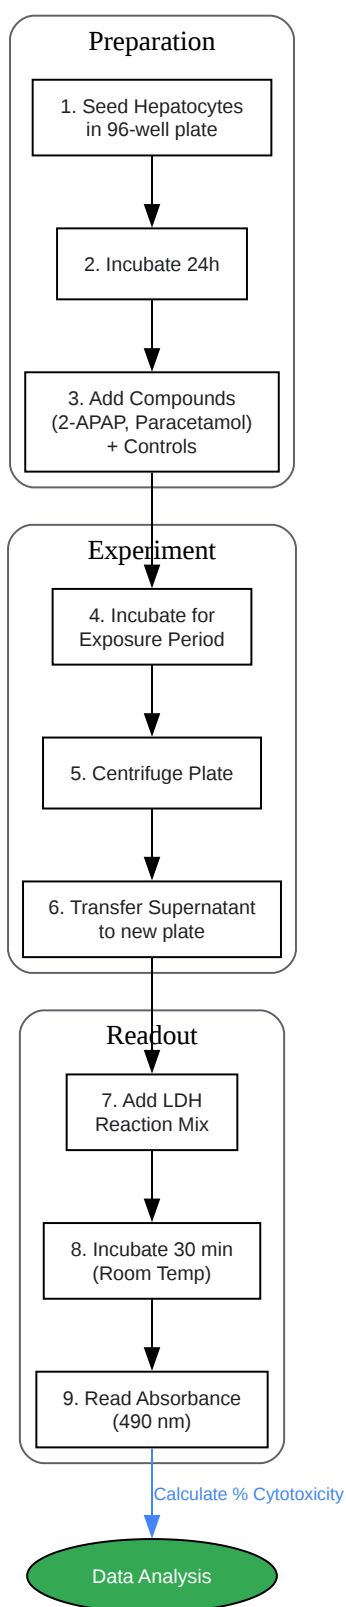 Preparation
1. Seed Hepatocytes
in 96-well plate
2. Incubate 24h
3. Add Compounds
(2-APAP, Paracetamol)
+ Controls
Experiment
4. Incubate for
Exposure Period
5. Centrifuge Plate
6. Transfer Supernatant
to new plate
Readout
7. Add LDH
Reaction Mix
8. Incubate 30 min
(Room Temp)
9. Read Absorbance
(490 nm)
Calculate % Cytotoxicity
Data Analysis